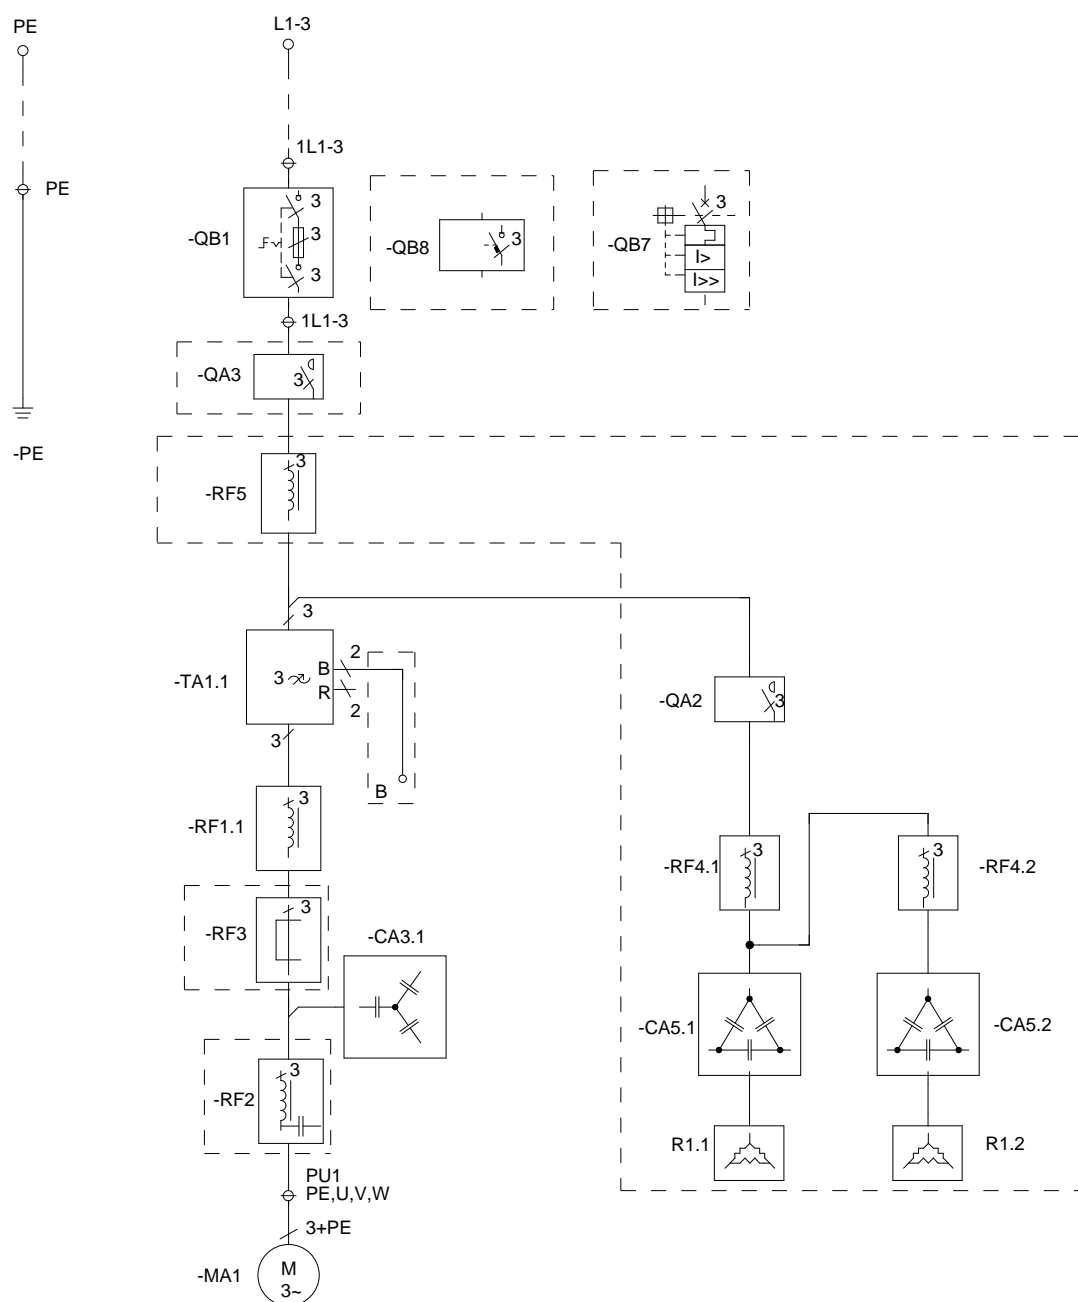 PE
L1-3
1L1-3
PE
-QB1
3
3
3
-QB8
3
-QB7
3
I>
I>>
1L1-3
-QA3
3
-PE
-RF5
3
3
-TA1.1
3
B
R
2
2
3
B
-QA2
3
-RF1.1
3
-RF4.1
3
3
-RF4.2
-RF3
3
-CA3.1
-CA5.1
-CA5.2
-RF2
3
R1.1
R1.2
PU1
PE,U,V,W
3+PE
-MA1
M
3~